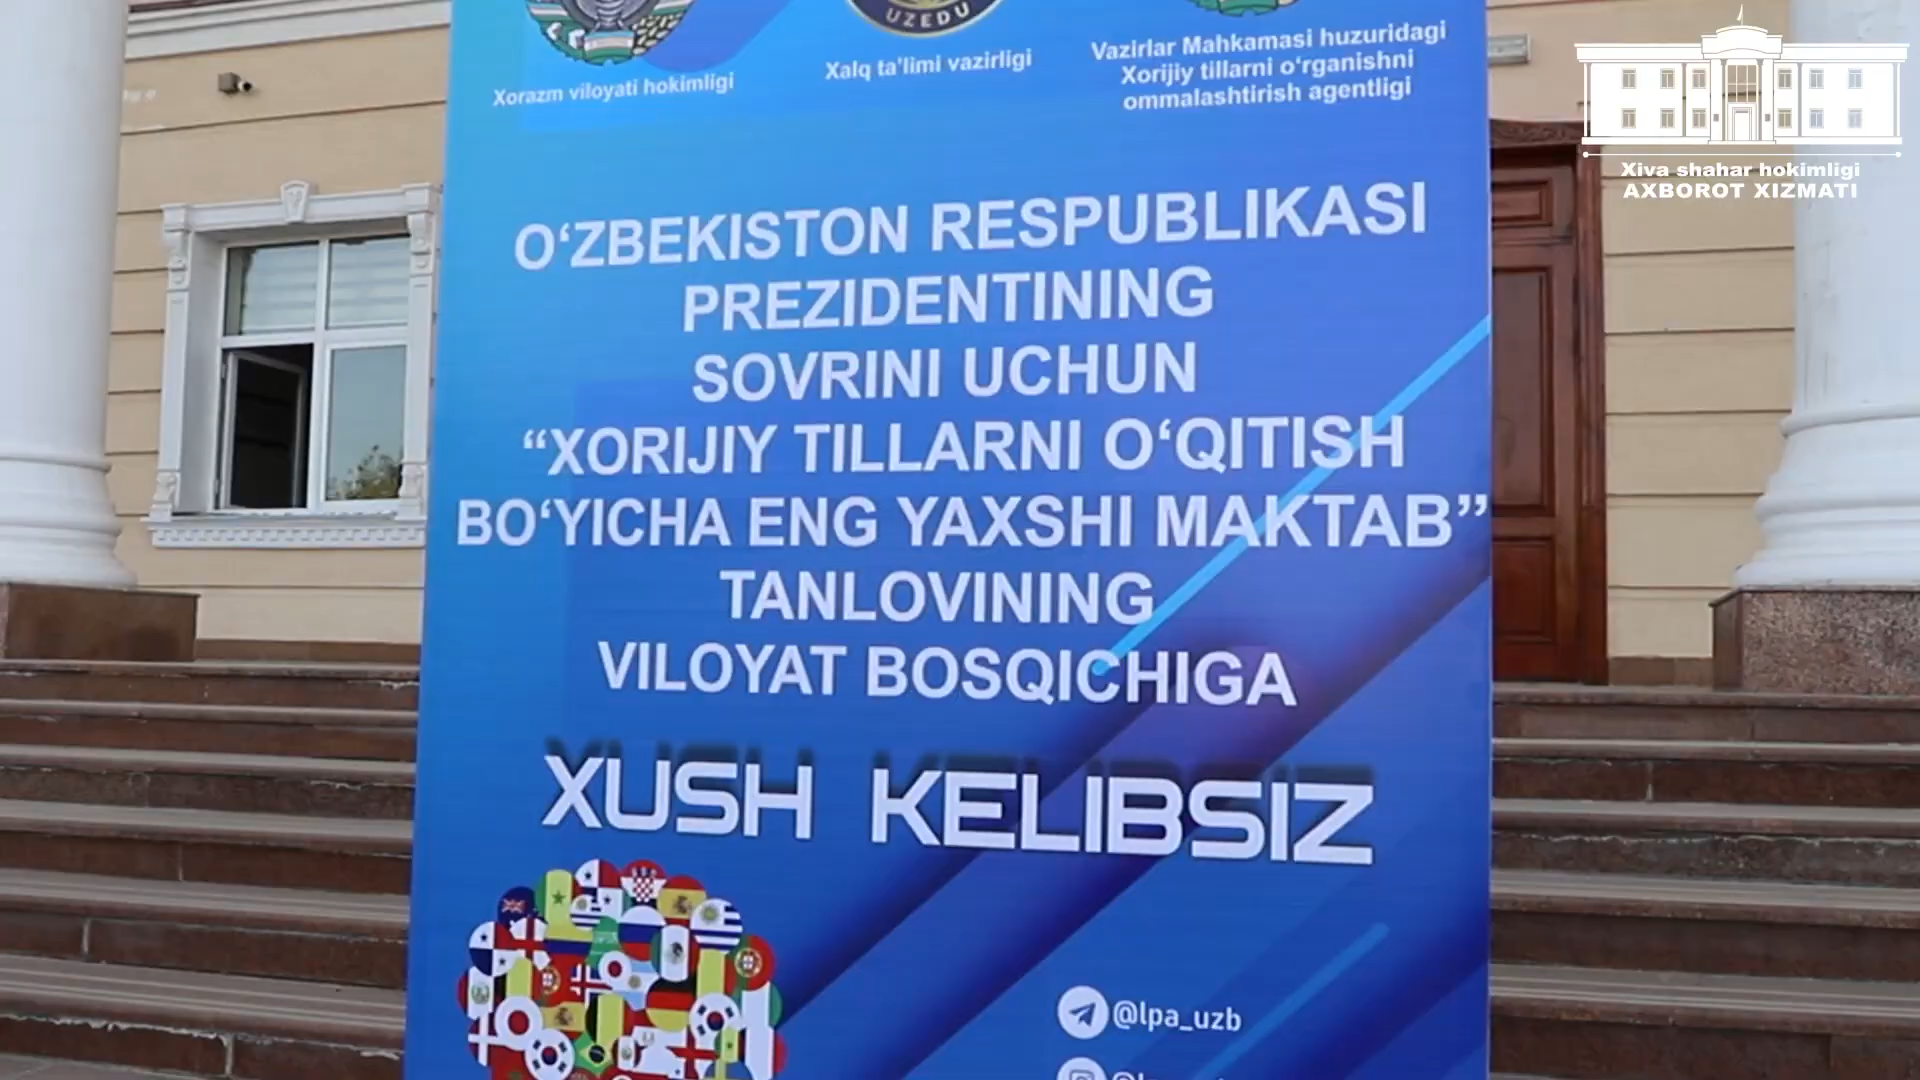 UZEDU
Xorazm viloyati hokimligi
Xalq ta'limi vazirligi
Vazirlar Mahkamasi huzuridagi
Xorijiy tillarni o‘rganishni
ommalashtirish agentligi
Xiva shahar hokimligi
AXBOROT XIZMATI
O‘ZBEKISTON RESPUBLIKASI
PREZIDENTINING
SOVRINI UCHUN
“XORIJIY TILLARNI O‘QITISH
BO‘YICHA ENG YAXSHI MAKTAB”
TANLOVINING
VILOYAT BOSQICHIGA
XUSH KELIBSIZ
@lpa_uzb